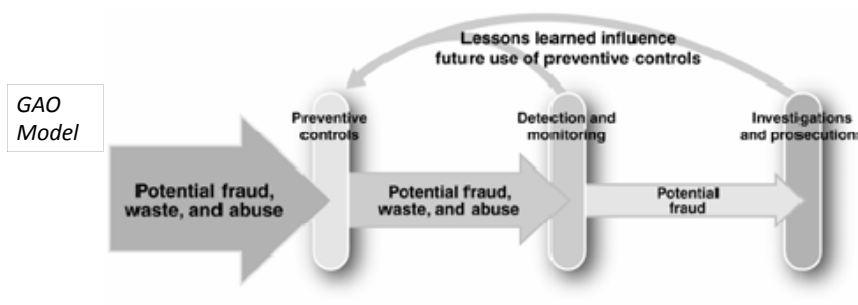 Lessons learned influence
future use of preventive controls
GAO
Model
Preventive
controls
Detection and
monitoring
Investigations
and prosecutions
Potential fraud,
waste, and abuse
Potential fraud,
waste, and abuse
Potential
fraud